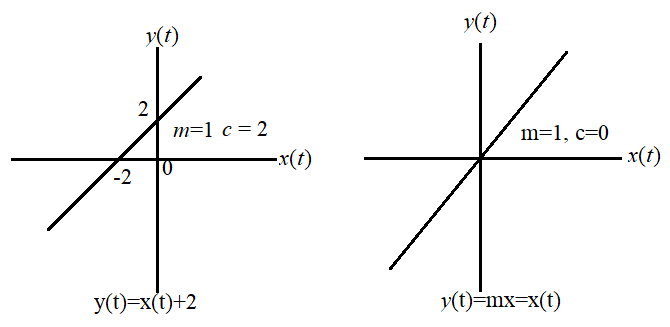 y(t)
2
m=1 c = 2
x(t)
-2
0
y(t)=x(t)+2
y(t)
m=1, c=0
x(t)
y(t)=mx=x(t)